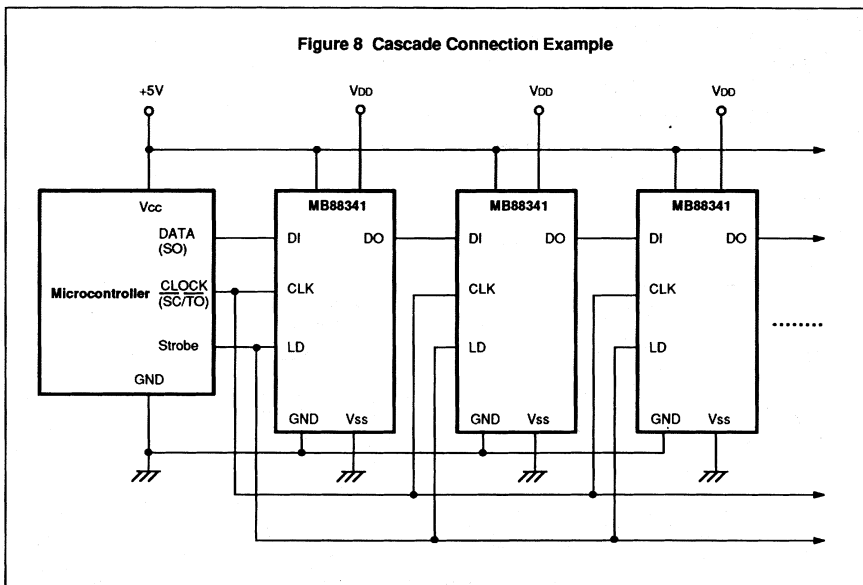 Figure 8 Cascade Connection Example
+5V
VDD
VDD
VDD
Vcc
MB88341
MB88341
MB88341
DATA
(SO)
DI
DO
DI
DO
DI
DO
Microcontroller
CLOCK
(SC/TO)
CLK
CLK
CLK
Strobe
LD
LD
LD
GND
GND
Vss
GND
Vss
GND
Vss